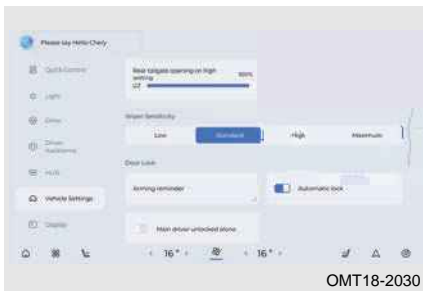 Please say Hello Chery
Quick Control
Rear tailgate opening on high
setting
100%
Light
Wiper Sensitivity
Drive
Low
Standard
High
Maximum
Driver
Assistance
Door Lock
HUD
Arming reminder
Automatic lock
Vehicle Settings
Display
Main driver unlocked alone
16°
16°
OMT18-2030